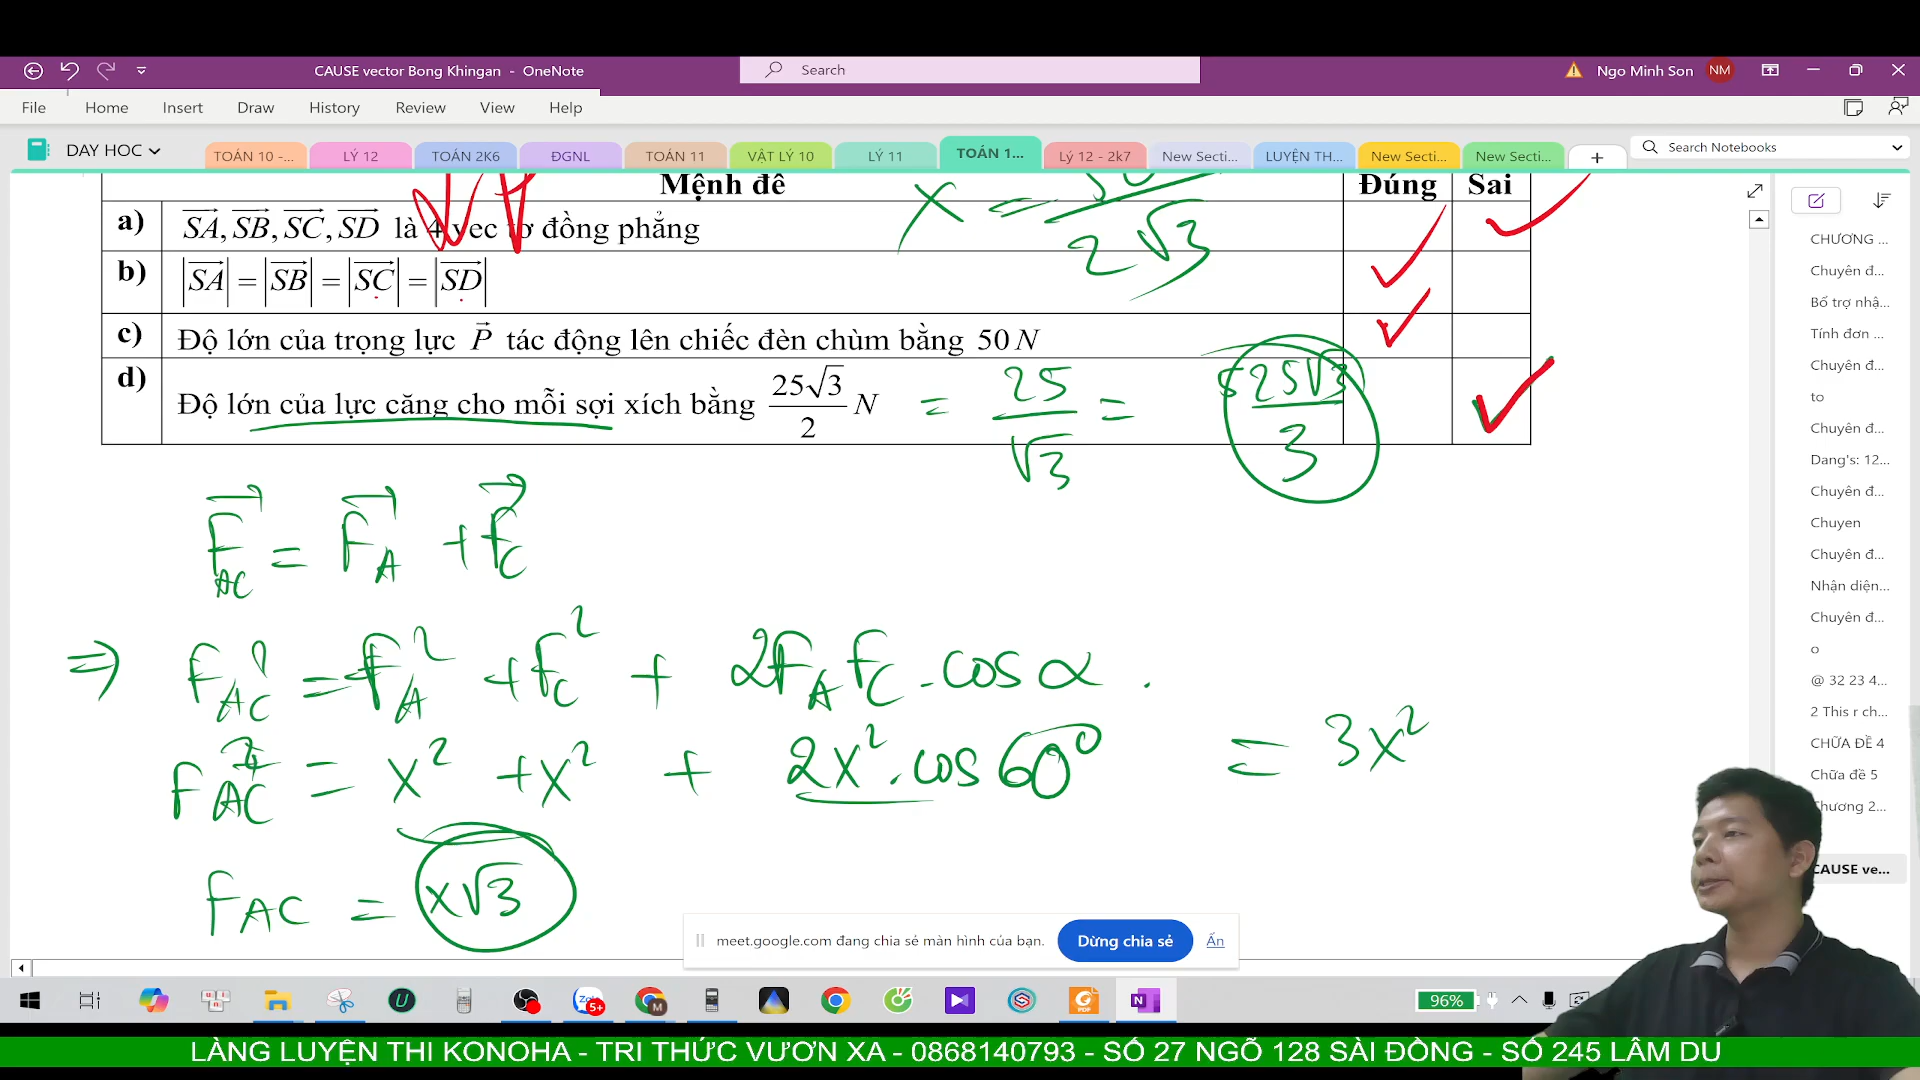 CAUSE vector Bong Khingan - OneNote
Search
Ngo Minh Son NM
File Home Insert Draw History Review View Help
DAY HOC
TOÁN 10 -...
LÝ 12
TOÁN 2K6
ĐGNL
TOÁN 11
VẬT LÝ 10
LÝ 11
TOÁN 1...
Lý 12 - 2k7
New Secti...
LUYỆN TH...
New Secti...
New Secti...
Search Notebooks
Mệnh đề Đúng Sai
a) SA, SB, SC, SD là 4 vec tơ đồng phẳng
b) |SA| = |SB| = |SC| = |SD|
c) Độ lớn của trọng lực P tác động lên chiếc đèn chùm bằng 50 N
d) Độ lớn của lực căng cho mỗi sợi xích bằng 25√3/2 N
= 25/√3 = 25√3/3
F_AC = F_A + F_C
⇒ F_AC² = F_A² + F_C² + 2F_A F_C . cos α .
F_AC² = x² + x² + 2x² . cos 60° = 3x²
F_AC = x√3
CHƯƠNG ...
Chuyên đ...
Bổ trợ nhậ...
Tính đơn ...
Chuyên đ...
to
Chuyên đ...
Dang's: 12...
Chuyên đ...
Chuyen
Chuyên đ...
Nhận diện...
Chuyên đ...
o
@ 32 23 4...
2 This r ch...
CHỮA ĐỀ 4
Chữa đề 5
Chương 2...
CAUSE ve...
meet.google.com đang chia sẻ màn hình của bạn. Dừng chia sẻ Ẩn
96%
LÀNG LUYỆN THI KONOHA - TRI THỨC VƯƠN XA - 0868140793 - SỐ 27 NGÕ 128 SÀI ĐỒNG - SỐ 245 LÂM DU